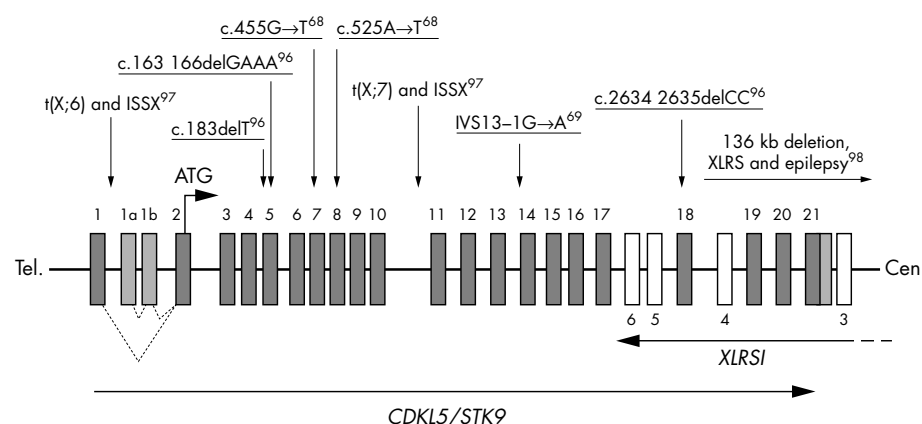 c.455G→T68
c.525A→T68
c.163 166delGAAA96
t(X;6) and ISSX97
t(X;7) and ISSX97
c.2634 2635delCC96
c.183delT96
IVS13–1G→A69
136 kb deletion,
XLRS and epilepsy98
ATG
1 1a 1b 2 3 4 5 6 7 8 9 10 11 12 13 14 15 16 17 18 19 20 21
Tel. Cen
6 5 4 3
XLRSI
CDKL5/STK9